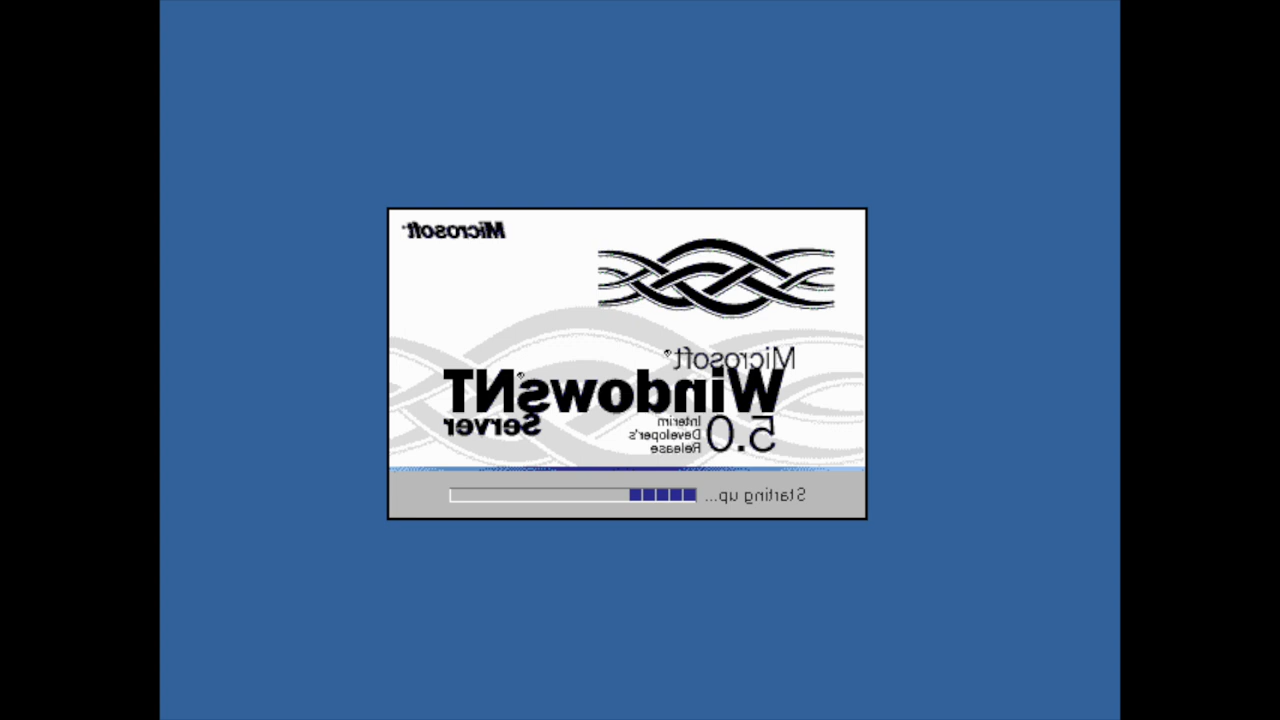 Microsoft
Microsoft®
WindowsNT®
Server
5.0
Interim
Developer's
Release
Starting up...